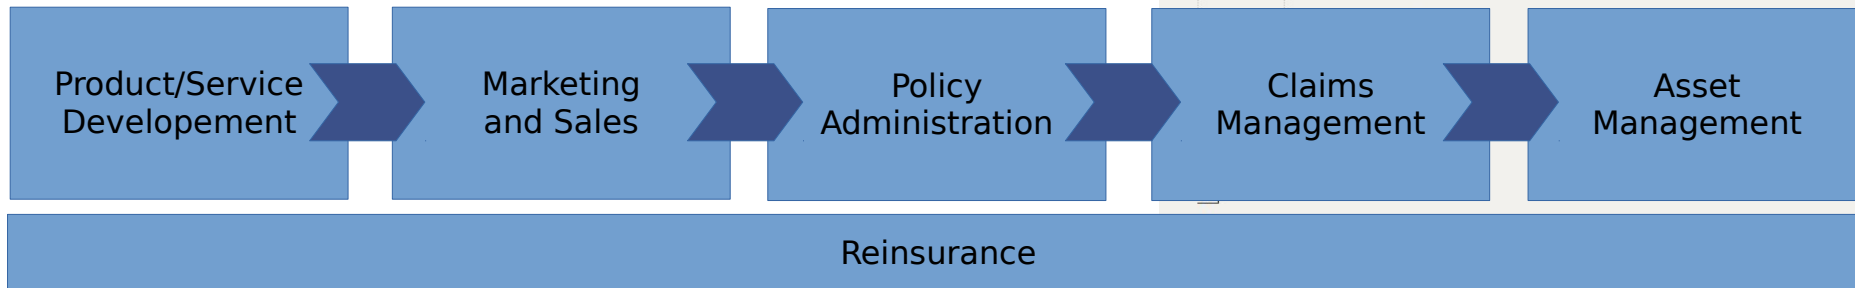 Product/Service
Developement
Marketing
and Sales
Policy
Administration
Claims
Management
Asset
Management
Reinsurance